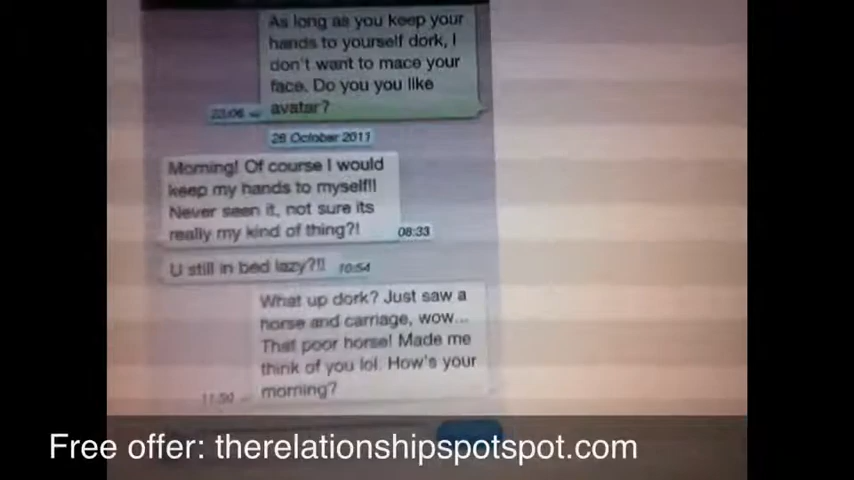 As long as you keep your
hands to yourself dork, I
don't want to mace your
face. Do you you like
avatar?
23:06
26 October 2011
Morning! Of course I would
keep my hands to myself!!
Never seen it, not sure its
really my kind of thing?!
08:33
U still in bed lazy?!!
10:54
What up dork? Just saw a
horse and carriage, wow...
That poor horse! Made me
think of you lol. How's your
morning?
Free offer: therelationshipspotspot.com